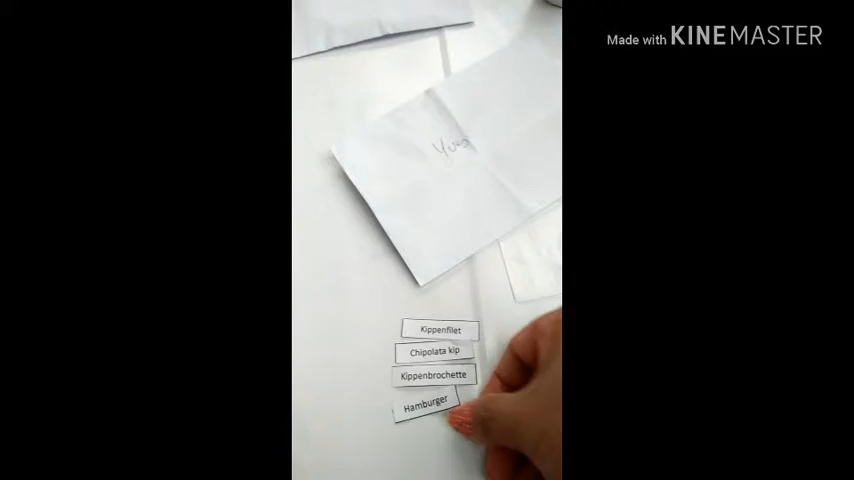 Made with KINEMASTER
Kippenfilet
Chipolata kip
Kippenbrochette
Hamburger